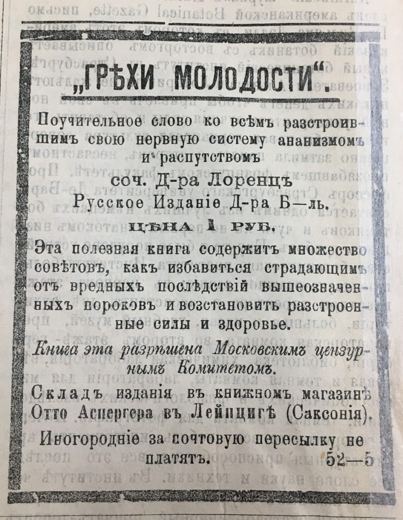 „ГРѢХИ МОЛОДОСТИ“.
Поучительное слово ко всѣмъ разстроив-
шимъ свою нервную систему ананизмомъ
и распутствомъ
соч. Д-ра Лоренцъ
Русское Издание Д-ра Б—ль.
ЦѢНА 1 РУБ.
Эта полезная книга содержитъ множество
совѣтовъ, какъ избавиться страдающимъ
отъ вредныхъ послѣдствій вышеозначен-
ныхъ пороковъ и возстановить разстроен-
ные силы и здоровье.
Книга эта разрѣшена Московскимъ цензур-
нымъ Комитетомъ.
Складъ изданія въ книжномъ магазинѣ
Отто Аспергера въ Лейпцигѣ (Саксонія).
Иногородніе за почтовую пересылку не
платятъ. 52—5